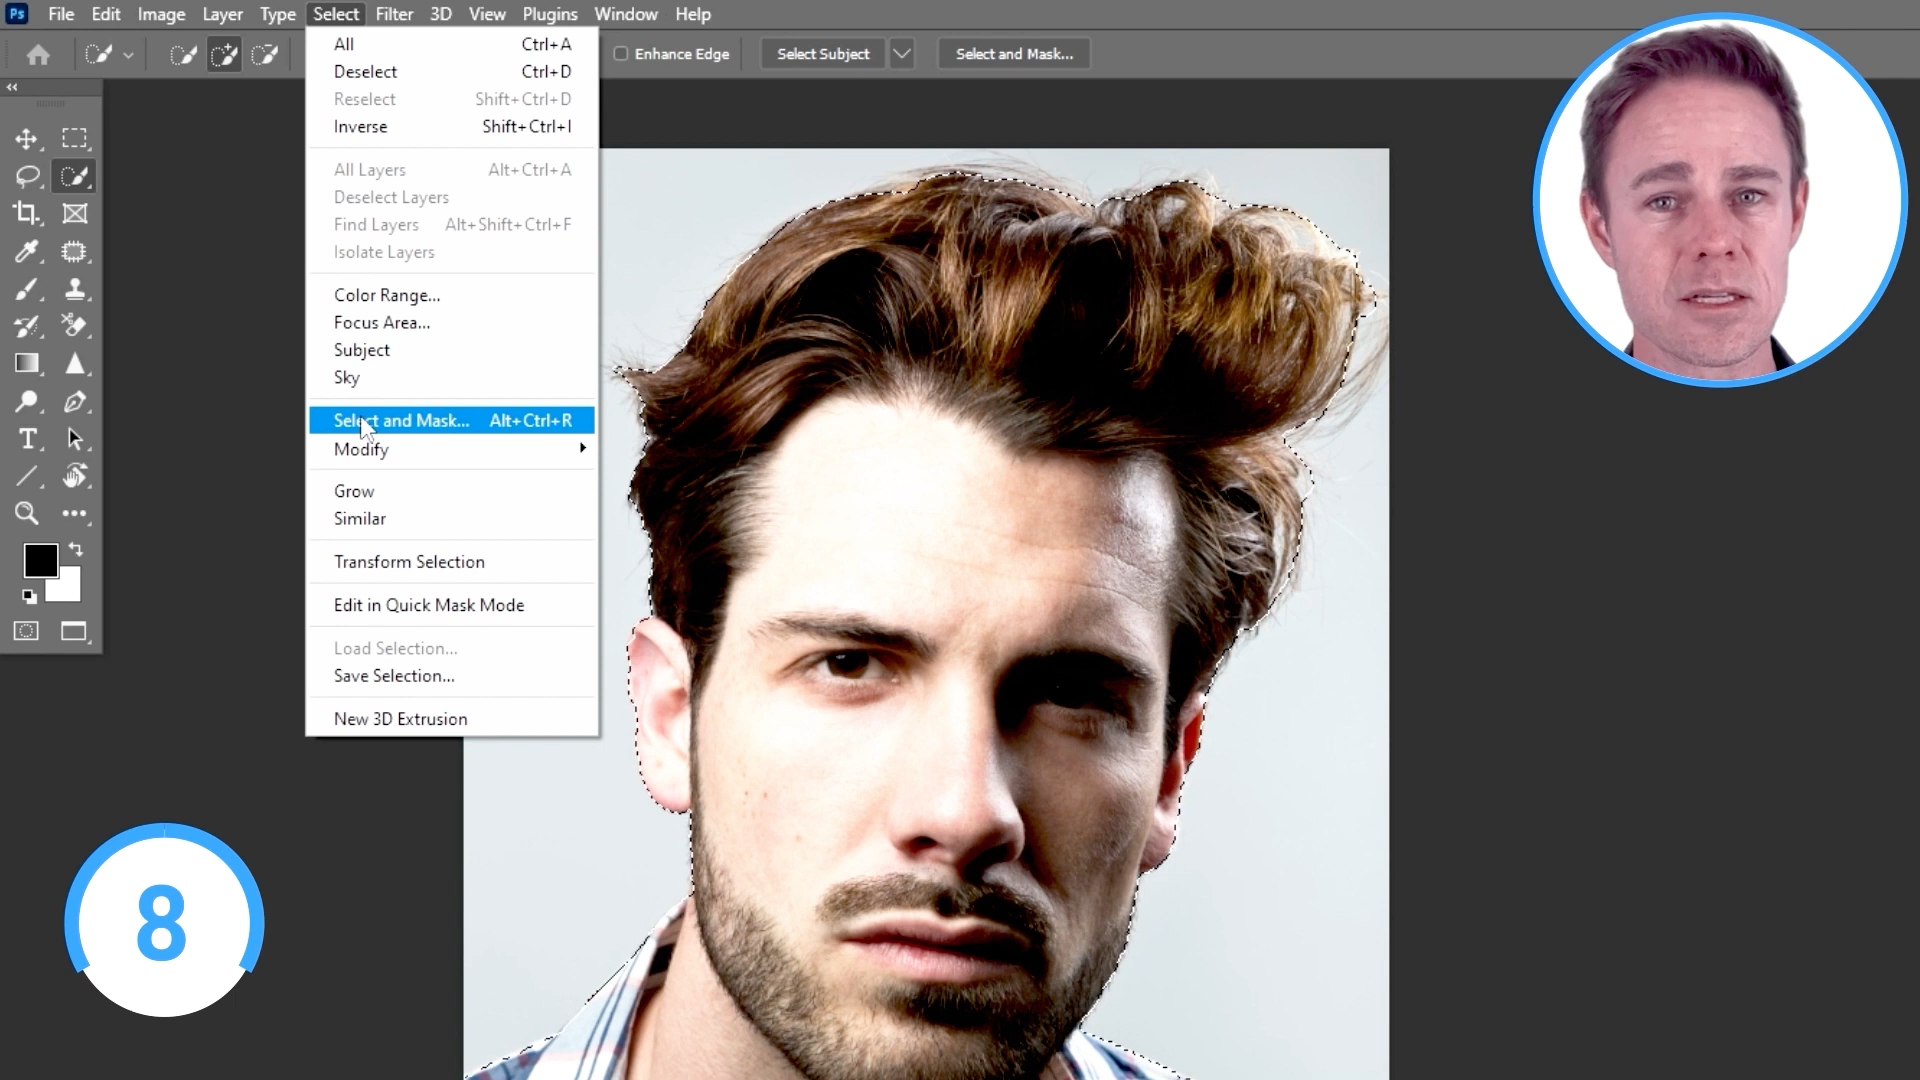 Ps File Edit Image Layer Type Select Filter 3D View Plugins Window Help
Enhance Edge Select Subject Select and Mask...
All Ctrl+A
Deselect Ctrl+D
Reselect Shift+Ctrl+D
Inverse Shift+Ctrl+I
All Layers Alt+Ctrl+A
Deselect Layers
Find Layers Alt+Shift+Ctrl+F
Isolate Layers
Color Range...
Focus Area...
Subject
Sky
Select and Mask... Alt+Ctrl+R
Modify
Grow
Similar
Transform Selection
Edit in Quick Mask Mode
Load Selection...
Save Selection...
New 3D Extrusion
8